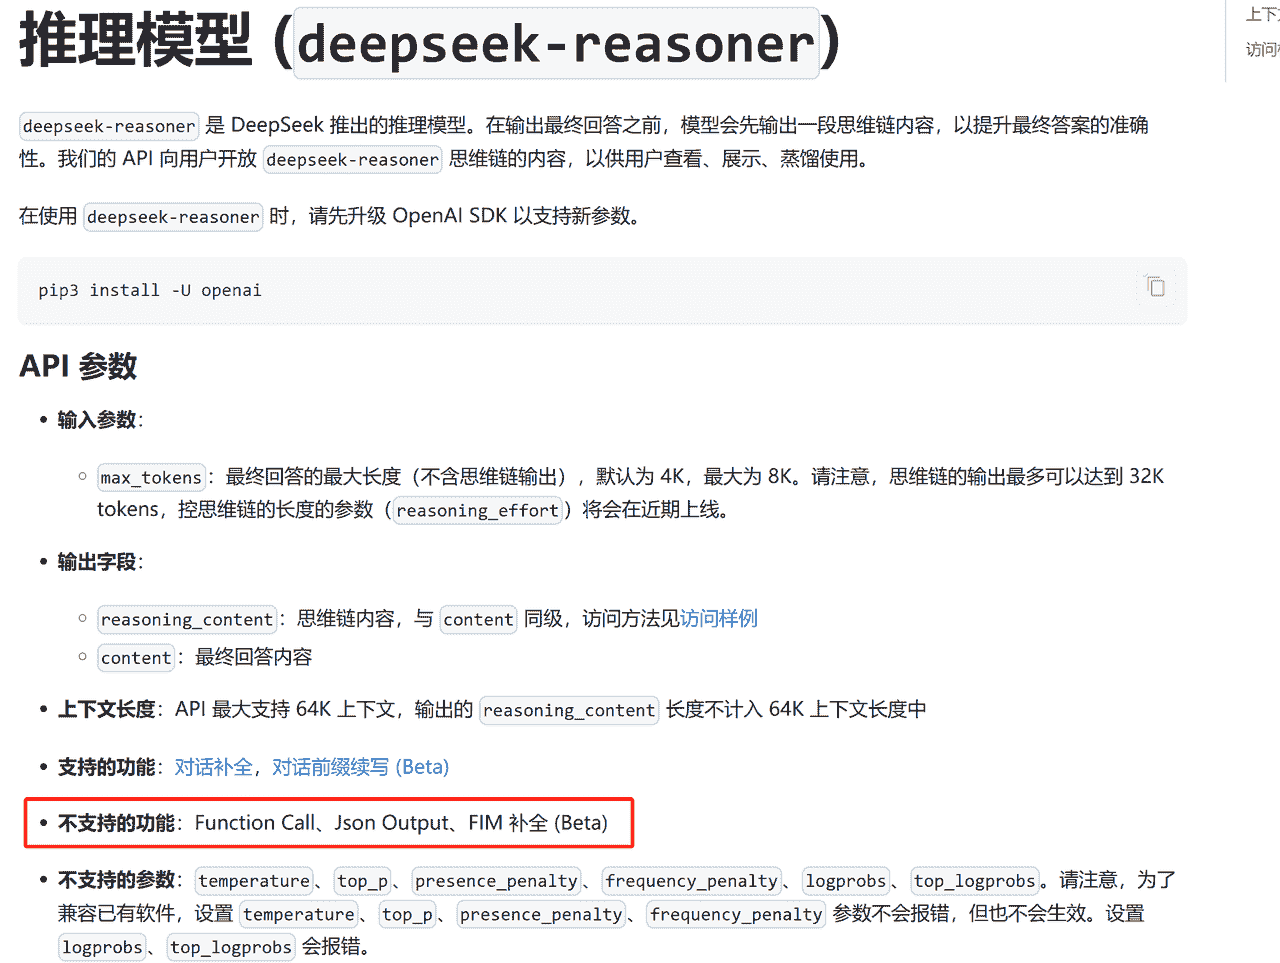 推理模型 (deepseek-reasoner)
上下
访问
deepseek-reasoner 是 DeepSeek 推出的推理模型。在输出最终回答之前，模型会先输出一段思维链内容，以提升最终答案的准确
性。我们的 API 向用户开放 deepseek-reasoner 思维链的内容，以供用户查看、展示、蒸馏使用。
在使用 deepseek-reasoner 时，请先升级 OpenAI SDK 以支持新参数。
pip3 install -U openai
API 参数
• 输入参数：
◦ max_tokens：最终回答的最大长度（不含思维链输出），默认为 4K，最大为 8K。请注意，思维链的输出最多可以达到 32K
tokens，控思维链的长度的参数（reasoning_effort）将会在近期上线。
• 输出字段：
◦ reasoning_content：思维链内容，与 content 同级，访问方法见访问样例
◦ content：最终回答内容
• 上下文长度：API 最大支持 64K 上下文，输出的 reasoning_content 长度不计入 64K 上下文长度中
• 支持的功能：对话补全，对话前缀续写 (Beta)
• 不支持的功能：Function Call、Json Output、FIM 补全 (Beta)
• 不支持的参数：temperature、top_p、presence_penalty、frequency_penalty、logprobs、top_logprobs。请注意，为了
兼容已有软件，设置 temperature、top_p、presence_penalty、frequency_penalty 参数不会报错，但也不会生效。设置
logprobs、top_logprobs 会报错。